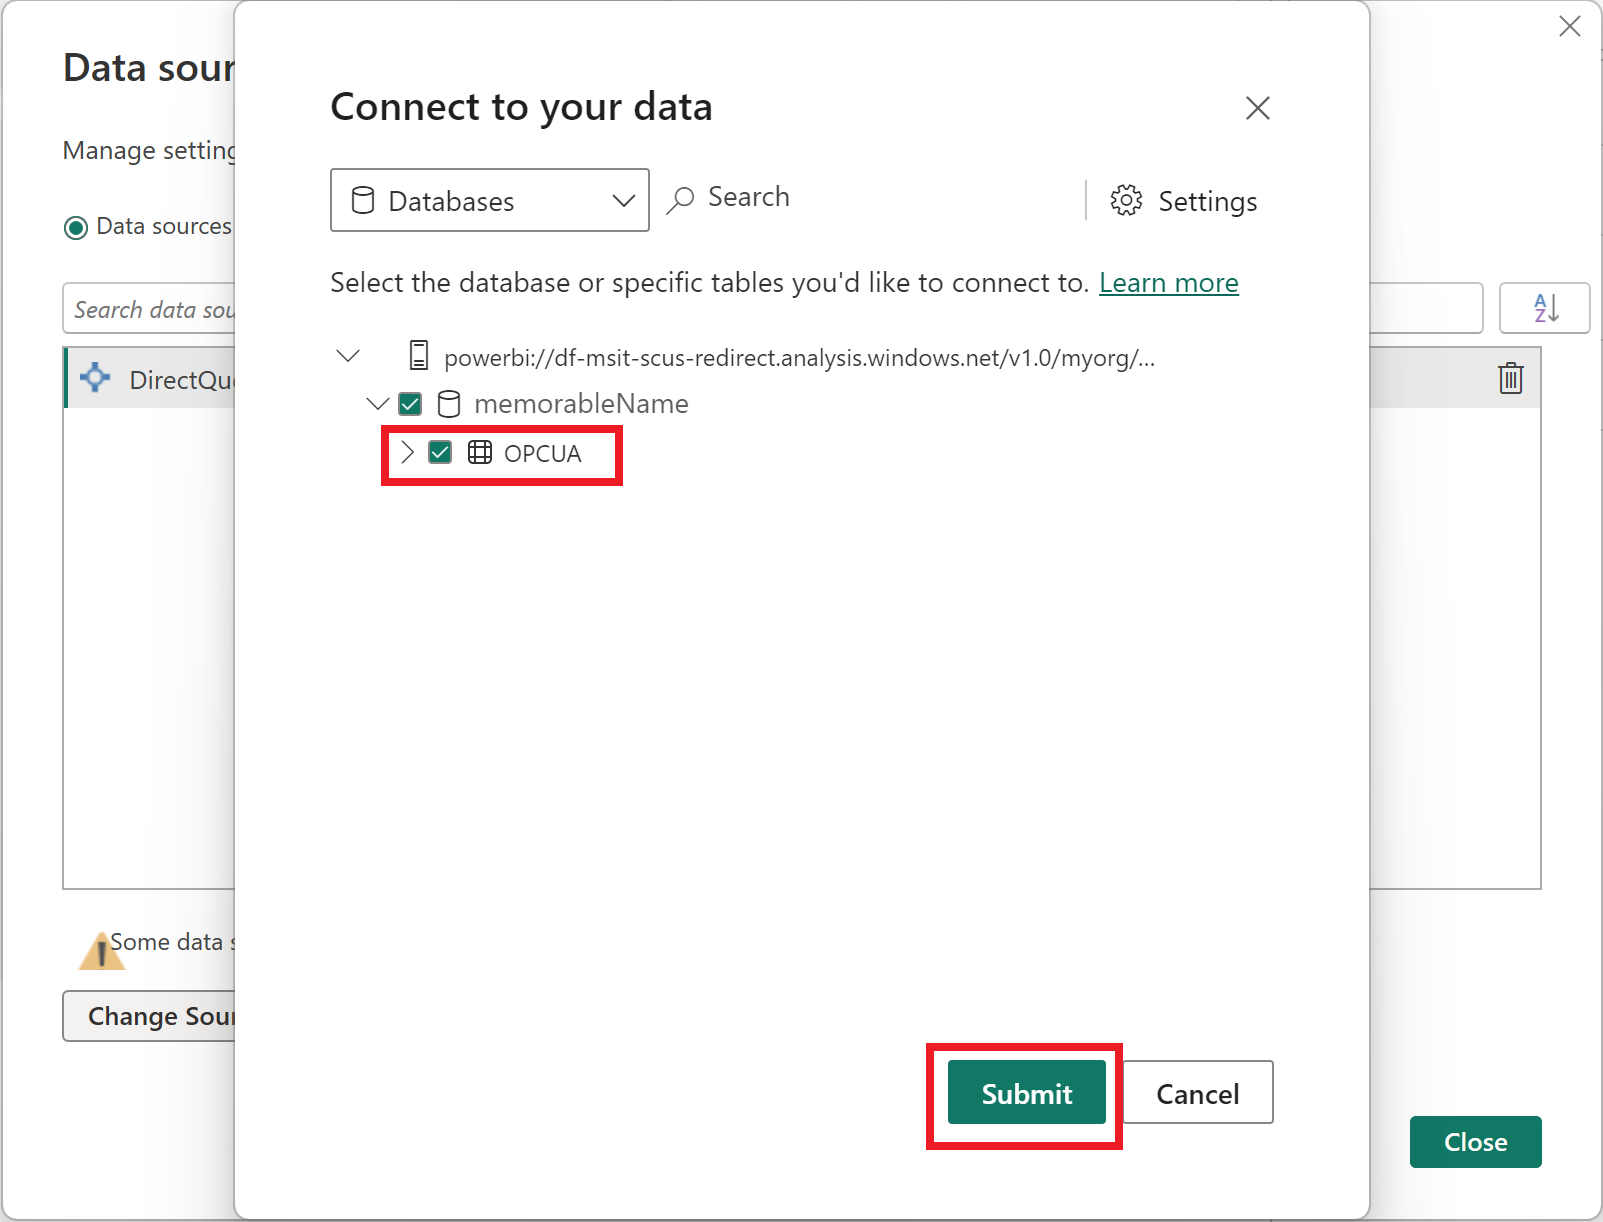 Data sour
Connect to your data
Manage setting
Databases
Search
Settings
Data sources
Select the database or specific tables you'd like to connect to. Learn more
Search data sou
A
Z
powerbi://df-msit-scus-redirect.analysis.windows.net/v1.0/myorg/...
DirectQue
memorableName
OPCUA
Some data s
Change Sour
Submit
Cancel
Close